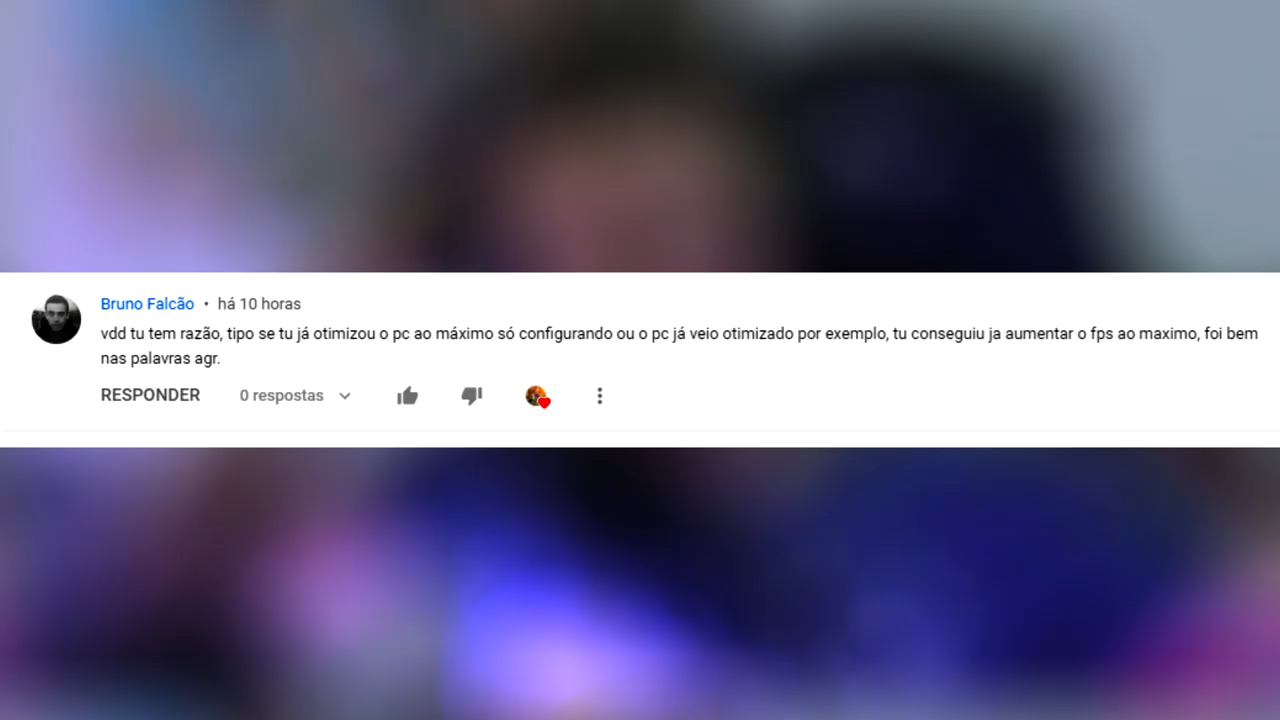 Bruno Falcão • há 10 horas
vdd tu tem razão, tipo se tu já otimizou o pc ao máximo só configurando ou o pc já veio otimizado por exemplo, tu conseguiu ja aumentar o fps ao maximo, foi bem
nas palavras agr.
RESPONDER 0 respostas